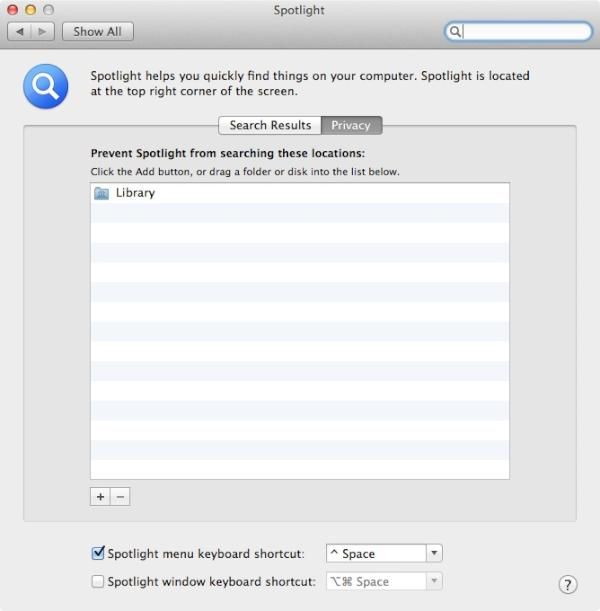 Spotlight
Show All
Spotlight helps you quickly find things on your computer. Spotlight is located
at the top right corner of the screen.
Search Results Privacy
Prevent Spotlight from searching these locations:
Click the Add button, or drag a folder or disk into the list below.
Library
+ −
Spotlight menu keyboard shortcut: ^ Space
Spotlight window keyboard shortcut: ⌥⌘ Space
?